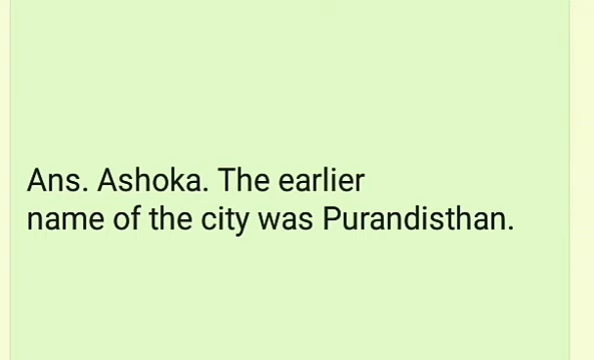 Ans. Ashoka. The earlier
name of the city was Purandisthan.